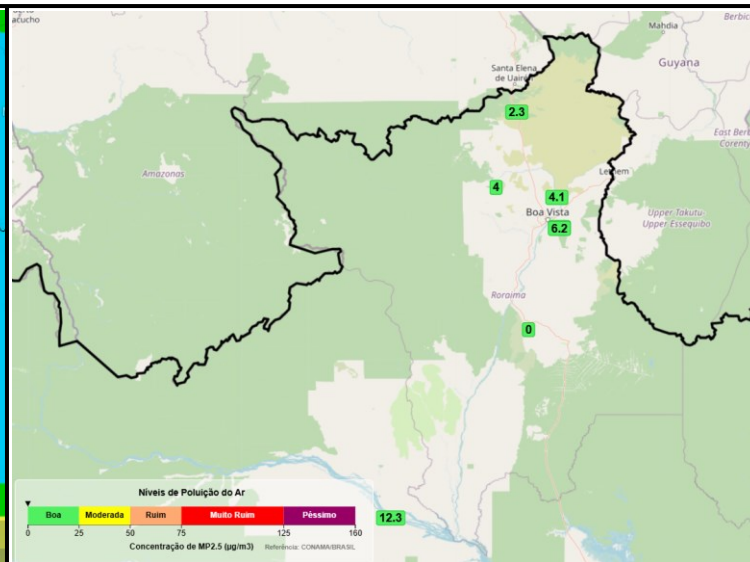 acucho
Mahdia
Berbic
Guyana
Santa Elena
de Uairén
2.3
East Ber
Corenty
Amazonas
Lethem
4
4.1
Boa Vista
Upper Takutu
Upper Essequibo
6.2
Roraima
0
Níveis de Poluição do Ar
Boa Moderada Ruim Muito Ruim Péssimo
0 25 50 75 125 160
Concentração de MP2.5 (µg/m3) Referência: CONAMA/BRASIL
12.3